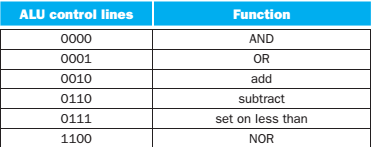 ALU control lines Function
0000 AND
0001 OR
0010 add
0110 subtract
0111 set on less than
1100 NOR